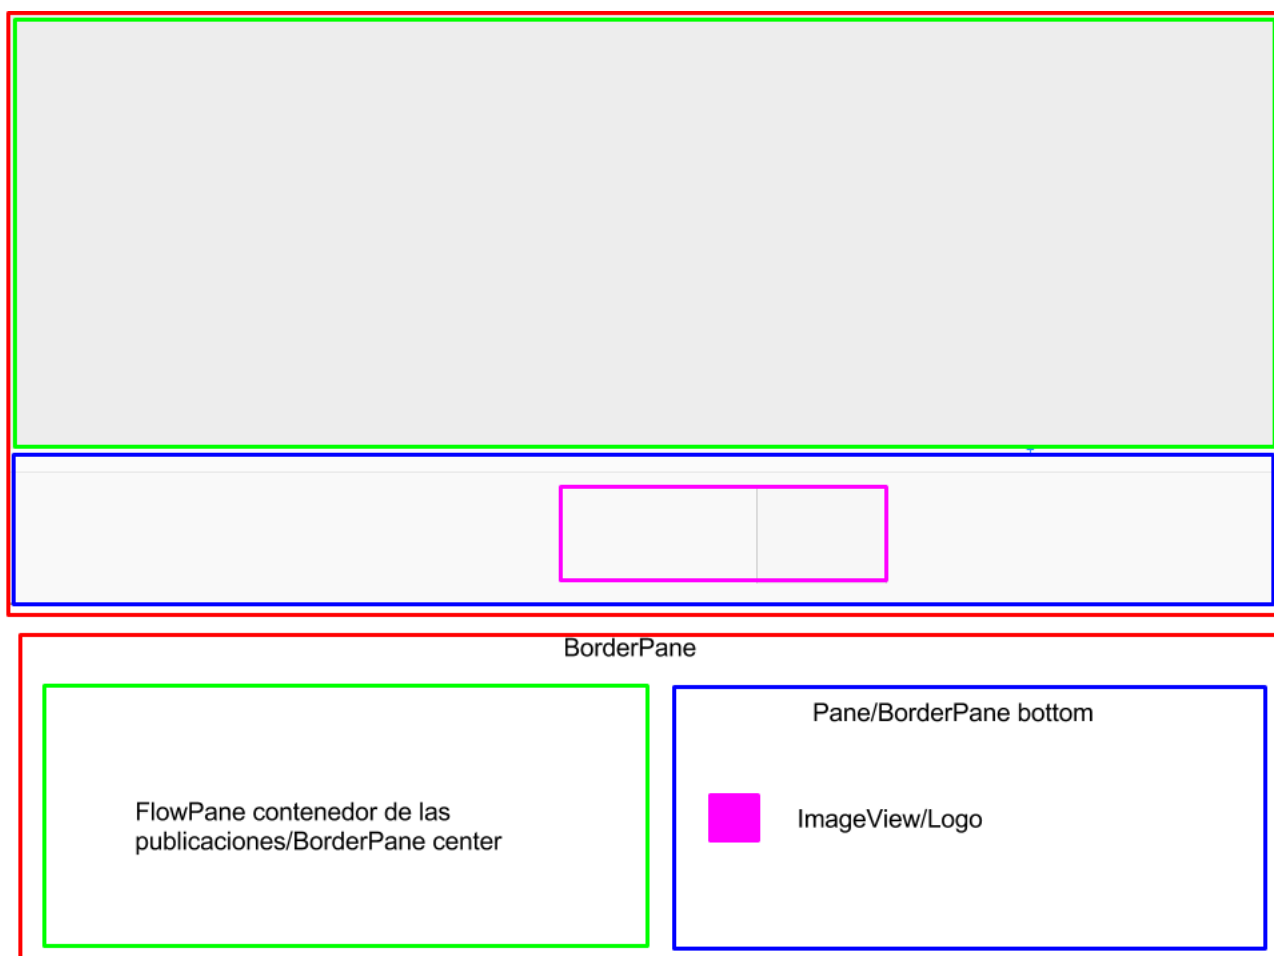 BorderPane
FlowPane contenedor de las
publicaciones/BorderPane center
Pane/BorderPane bottom
ImageView/Logo